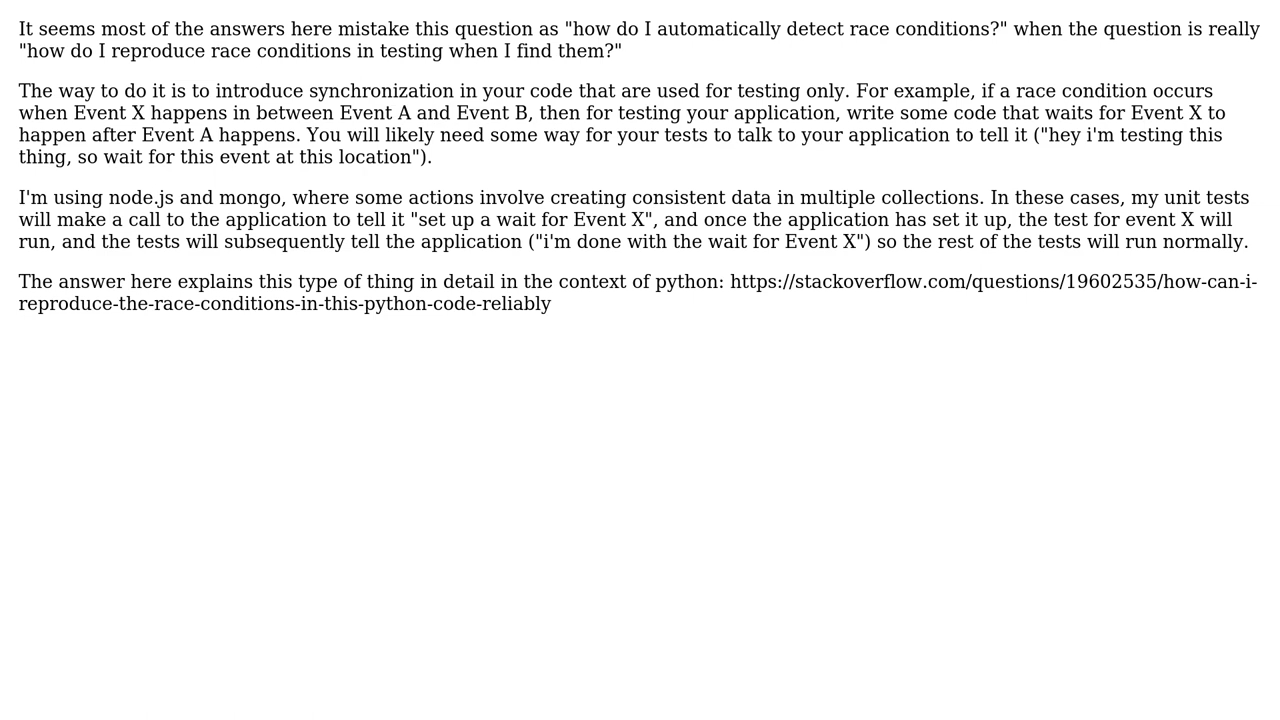 It seems most of the answers here mistake this question as "how do I automatically detect race conditions?" when the question is really
"how do I reproduce race conditions in testing when I find them?"
The way to do it is to introduce synchronization in your code that are used for testing only. For example, if a race condition occurs
when Event X happens in between Event A and Event B, then for testing your application, write some code that waits for Event X to
happen after Event A happens. You will likely need some way for your tests to talk to your application to tell it ("hey i'm testing this
thing, so wait for this event at this location").
I'm using node.js and mongo, where some actions involve creating consistent data in multiple collections. In these cases, my unit tests
will make a call to the application to tell it "set up a wait for Event X", and once the application has set it up, the test for event X will
run, and the tests will subsequently tell the application ("i'm done with the wait for Event X") so the rest of the tests will run normally.
The answer here explains this type of thing in detail in the context of python: https://stackoverflow.com/questions/19602535/how-can-i-
reproduce-the-race-conditions-in-this-python-code-reliably